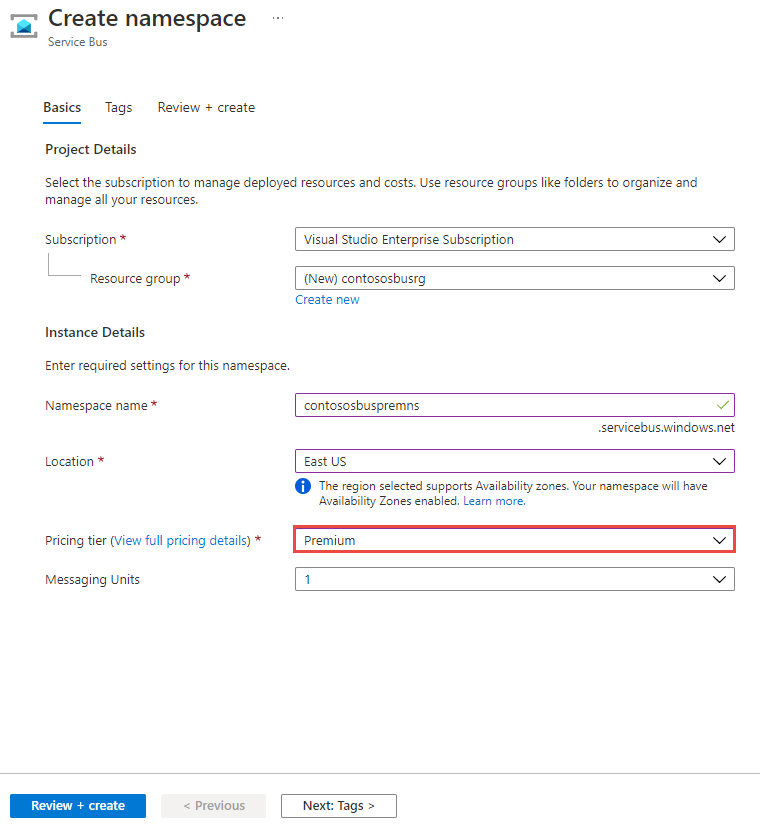 Create namespace ...
Service Bus
Basics Tags Review + create
Project Details
Select the subscription to manage deployed resources and costs. Use resource groups like folders to organize and
manage all your resources.
Subscription * Visual Studio Enterprise Subscription
Resource group * (New) contososbusrg
Create new
Instance Details
Enter required settings for this namespace.
Namespace name * contososbuspremns
.servicebus.windows.net
Location * East US
The region selected supports Availability zones. Your namespace will have
Availability Zones enabled. Learn more.
Pricing tier (View full pricing details) * Premium
Messaging Units 1
Review + create < Previous Next: Tags >